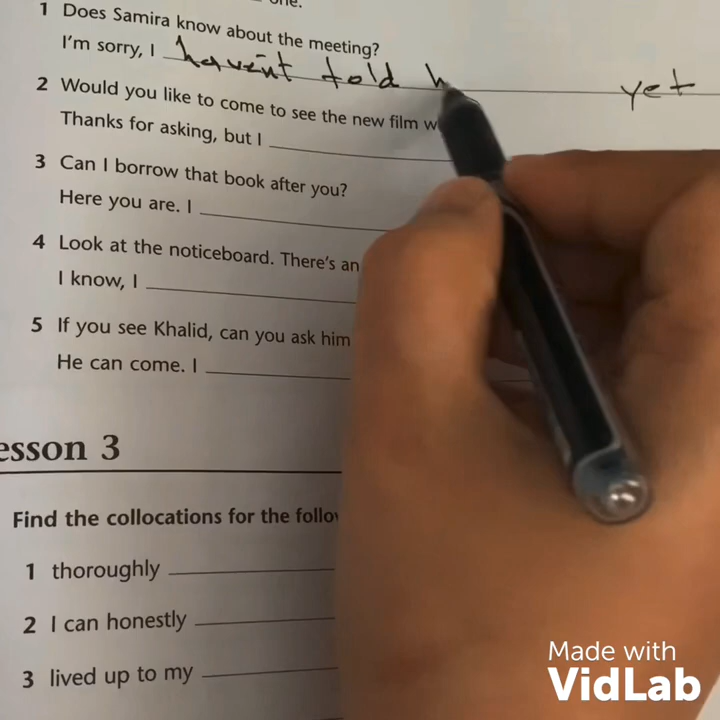 one.
1 Does Samira know about the meeting?
I'm sorry, I haven't told h yet
2 Would you like to come to see the new film w
Thanks for asking, but I
3 Can I borrow that book after you?
Here you are. I
4 Look at the noticeboard. There's an
I know, I
5 If you see Khalid, can you ask him
He can come. I
esson 3
Find the collocations for the follo
1 thoroughly
2 I can honestly
3 lived up to my
Made with
VidLab